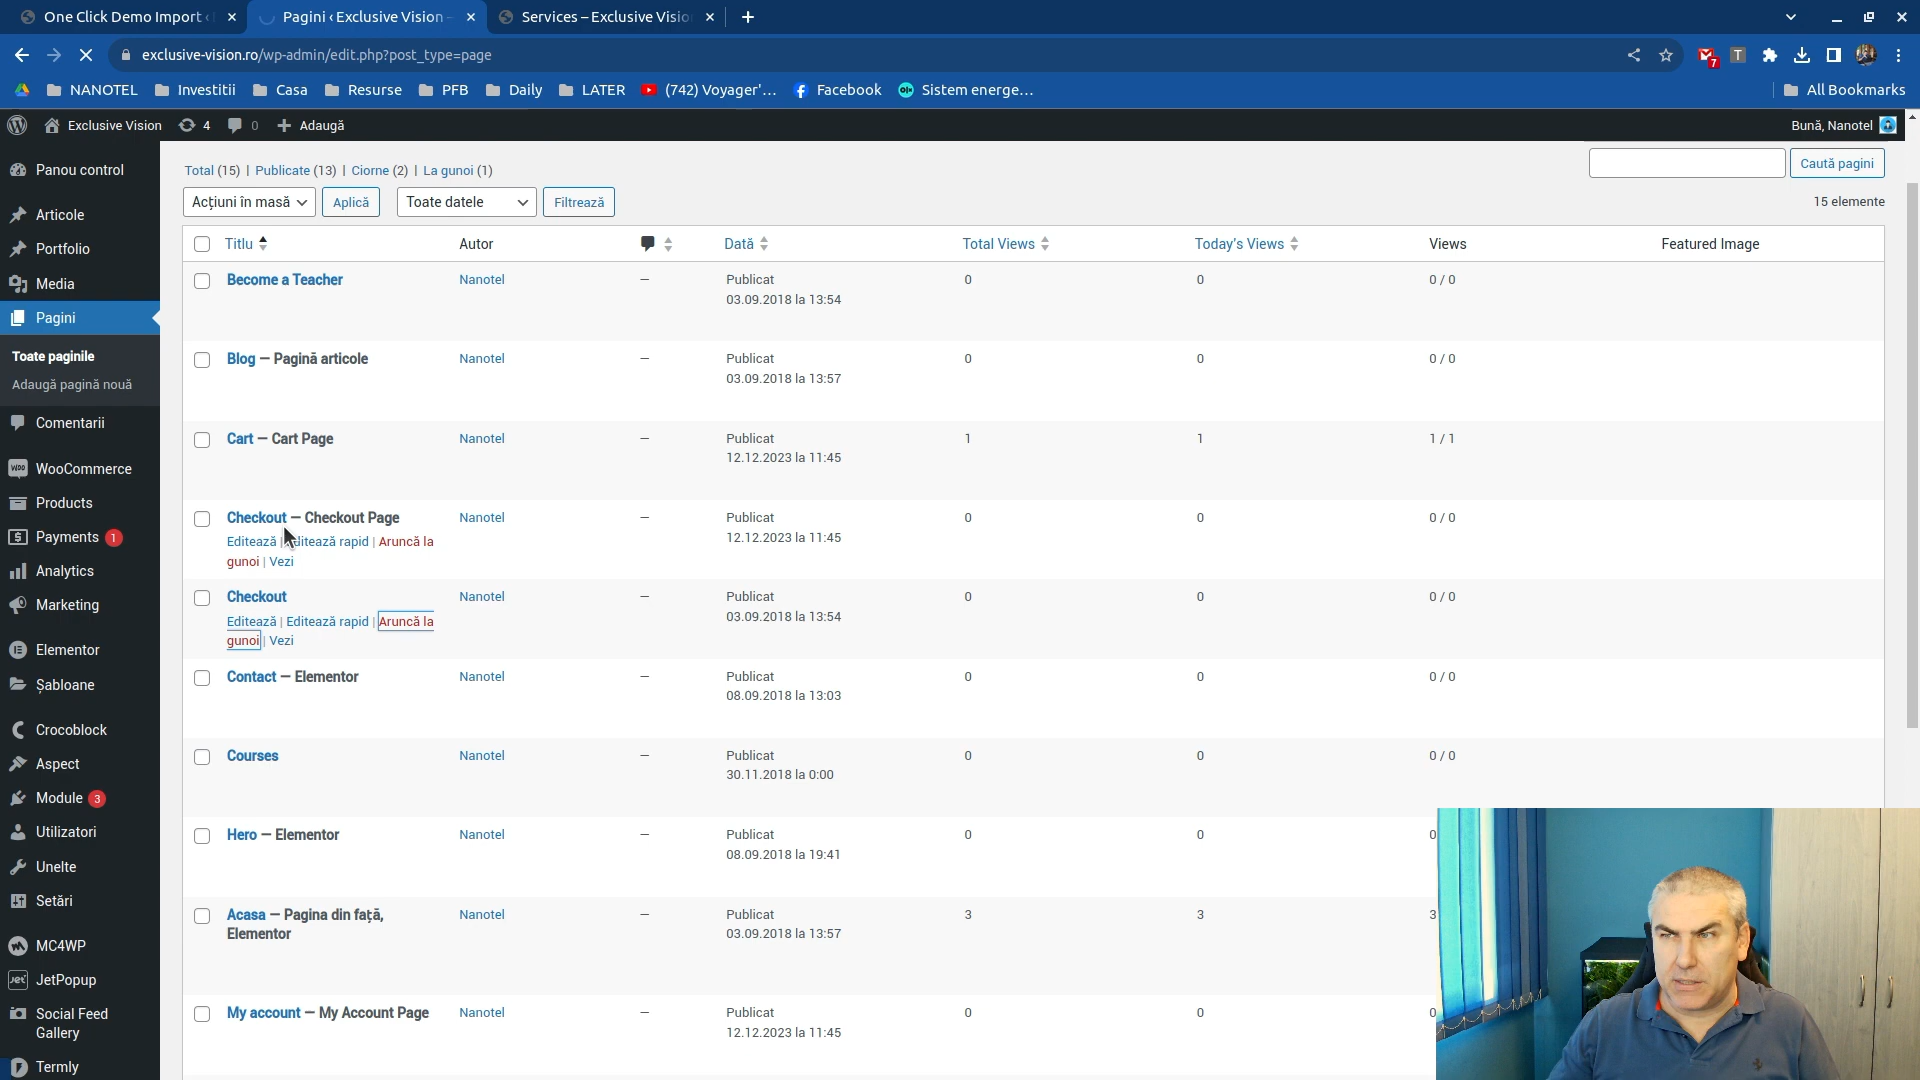 One Click Demo Import ‹
Pagini ‹ Exclusive Vision –
Services – Exclusive Visio
exclusive-vision.ro/wp-admin/edit.php?post_type=page
7
T
NANOTEL
Investitii
Casa
Resurse
PFB
Daily
LATER
(742) Voyager'...
Facebook
olx
Sistem energe...
All Bookmarks
Exclusive Vision
4
0
Adaugă
Bună, Nanotel
Panou control
Articole
Portfolio
Media
Pagini
Toate paginile
Adaugă pagină nouă
Comentarii
WooCommerce
Products
Payments 1
Analytics
Marketing
Elementor
Șabloane
Crocoblock
Aspect
Module 3
Utilizatori
Unelte
Setări
MC4WP
JetPopup
Social Feed
Gallery
Termly
Total (15) | Publicate (13) | Ciorne (2) | La gunoi (1)
Caută pagini
Acțiuni în masă
Aplică
Toate datele
Filtrează
15 elemente
Titlu Autor Dată Total Views Today's Views Views Featured Image
Become a Teacher Nanotel — Publicat 0 0 0 / 0
03.09.2018 la 13:54
Blog — Pagină articole Nanotel — Publicat 0 0 0 / 0
03.09.2018 la 13:57
Cart — Cart Page Nanotel — Publicat 1 1 1 / 1
12.12.2023 la 11:45
Checkout — Checkout Page Nanotel — Publicat 0 0 0 / 0
Editează | Editează rapid | Aruncă la 12.12.2023 la 11:45
gunoi | Vezi
Checkout Nanotel — Publicat 0 0 0 / 0
Editează | Editează rapid | Aruncă la 03.09.2018 la 13:54
gunoi | Vezi
Contact — Elementor Nanotel — Publicat 0 0 0 / 0
08.09.2018 la 13:03
Courses Nanotel — Publicat 0 0 0 / 0
30.11.2018 la 0:00
Hero — Elementor Nanotel — Publicat 0 0 0
08.09.2018 la 19:41
Acasa — Pagina din față, Nanotel — Publicat 3 3 3
Elementor 03.09.2018 la 13:57
My account — My Account Page Nanotel — Publicat 0 0 0
12.12.2023 la 11:45